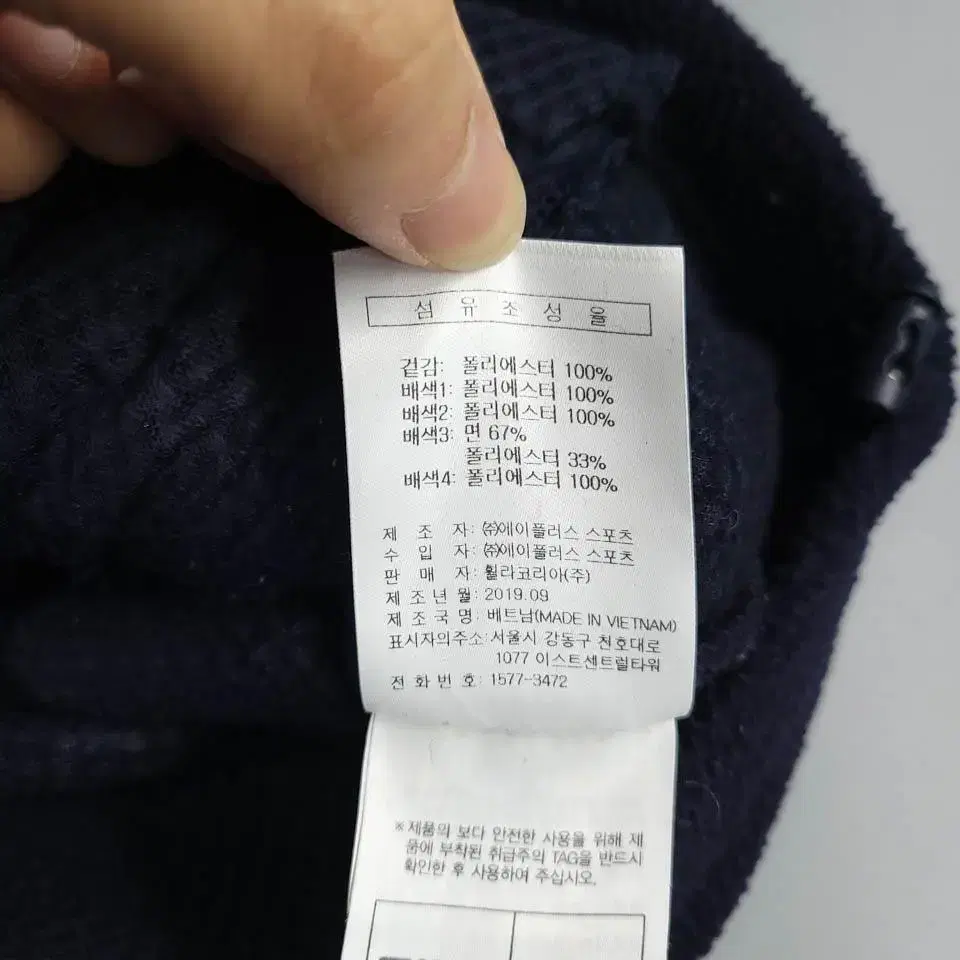 섬 유 조 성 율
겉감: 폴리에스터 100%
배색1: 폴리에스터 100%
배색2: 폴리에스터 100%
배색3: 면 67%
폴리에스터 33%
배색4: 폴리에스터 100%
제 조 자: ㈜에이플러스 스포츠
수 입 자: ㈜에이플러스 스포츠
판 매 자: 휠라코리아(주)
제 조 년 월: 2019.09
제 조 국 명: 베트남(MADE IN VIETNAM)
표시자의주소: 서울시 강동구 천호대로
1077 이스트센트럴타워
전 화 번 호: 1577-3472
※ 제품의 보다 안전한 사용을 위해 제
품에 부착된 취급주의 TAG을 반드시
확인한 후 사용하여 주십시오.